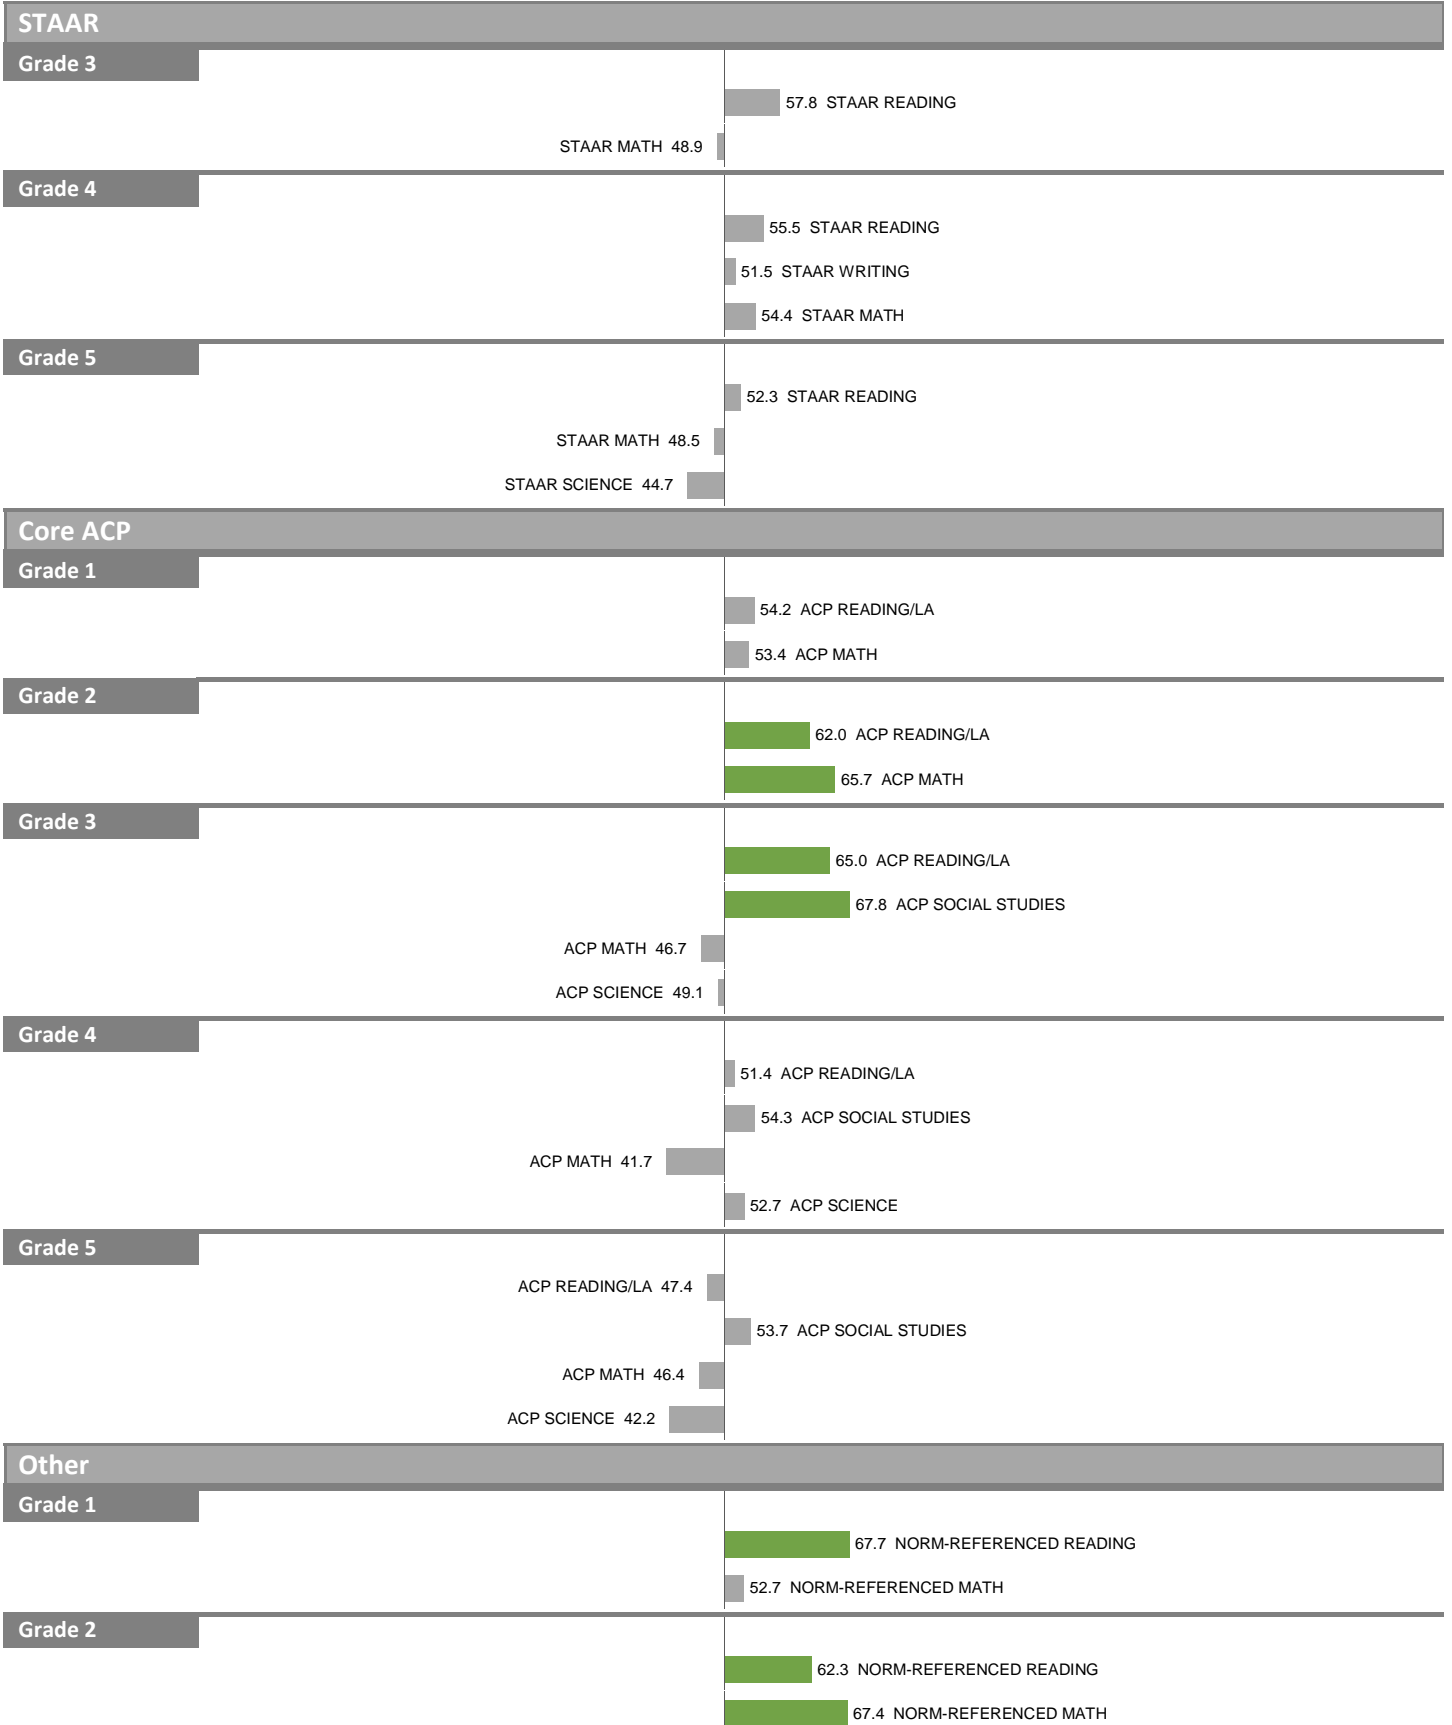 STAAR
Grade 3
57.8 STAAR READING
STAAR MATH 48.9
Grade 4
55.5 STAAR READING
51.5 STAAR WRITING
54.4 STAAR MATH
Grade 5
52.3 STAAR READING
STAAR MATH 48.5
STAAR SCIENCE 44.7
Core ACP
Grade 1
54.2 ACP READING/LA
53.4 ACP MATH
Grade 2
62.0 ACP READING/LA
65.7 ACP MATH
Grade 3
65.0 ACP READING/LA
67.8 ACP SOCIAL STUDIES
ACP MATH 46.7
ACP SCIENCE 49.1
Grade 4
51.4 ACP READING/LA
54.3 ACP SOCIAL STUDIES
ACP MATH 41.7
52.7 ACP SCIENCE
Grade 5
ACP READING/LA 47.4
53.7 ACP SOCIAL STUDIES
ACP MATH 46.4
ACP SCIENCE 42.2
Other
Grade 1
67.7 NORM-REFERENCED READING
52.7 NORM-REFERENCED MATH
Grade 2
62.3 NORM-REFERENCED READING
67.4 NORM-REFERENCED MATH